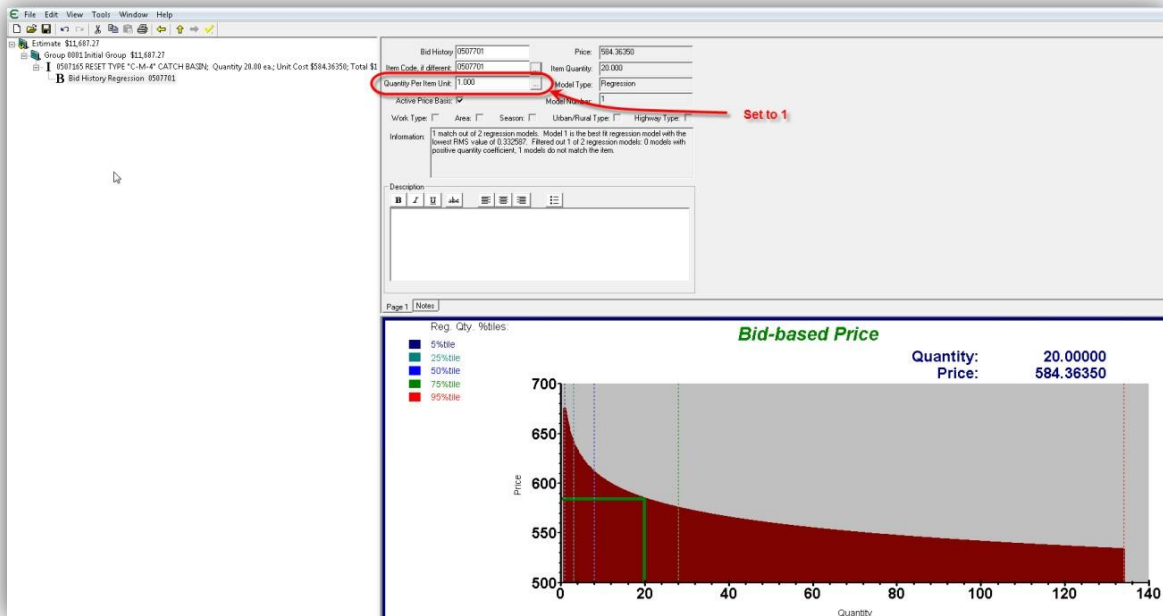 File Edit View Tools Window Help
Estimate $11,687.27
Group 0001 Initial Group $11,687.27
I 0507165 RESET TYPE "C-M-4" CATCH BASIN; Quantity 20.00 ea.; Unit Cost $584.36350; Total $1
B Bid History Regression 0507701
Bid History 0507701 Price: 584.36350
Item Code, if different: 0507701 Item Quantity: 20.000
Quantity Per Item Unit: 1.000 ... Model Type: Regression
Active Price Basis: Model Number: 1
Set to 1
Work Type: Area: Season: Urban/Rural Type: Highway Type:
Information: 1 match out of 2 regression models. Model 1 is the best fit regression model with the
lowest RMS value of 0.332587. Filtered out 1 of 2 regression models: 0 models with
positive quantity coefficient, 1 models do not match the item.
Description
B I U abc
Page 1 Notes
Reg. Qty. %tiles:
5%tile
25%tile
50%tile
75%tile
95%tile
Bid-based Price
Quantity: 20.00000
Price: 584.36350
700
650
600
550
500
Price
0 20 40 60 80 100 120 140
Quantity